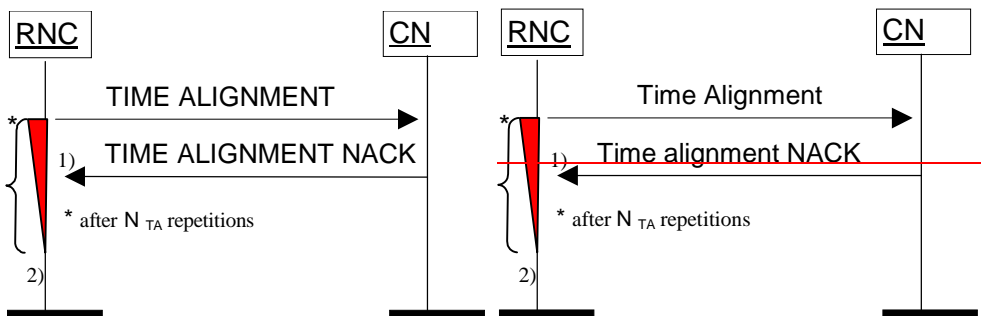 RNC
CN
TIME ALIGNMENT
*
1)
TIME ALIGNMENT NACK
* after N TA repetitions
2)
RNC
CN
Time Alignment
*
1)
Time alignment NACK
* after N TA repetitions
2)